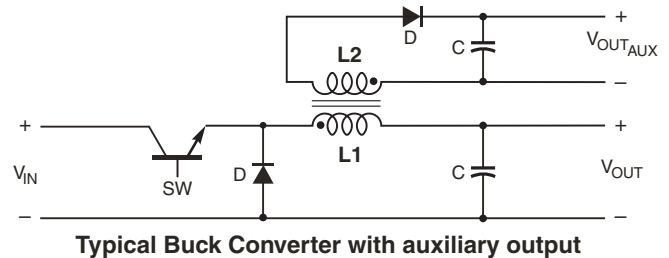 D
+
C
V_OUT_AUX
L2
–
+
+
L1
V_IN
SW
D
C
V_OUT
–
–
Typical Buck Converter with auxiliary output